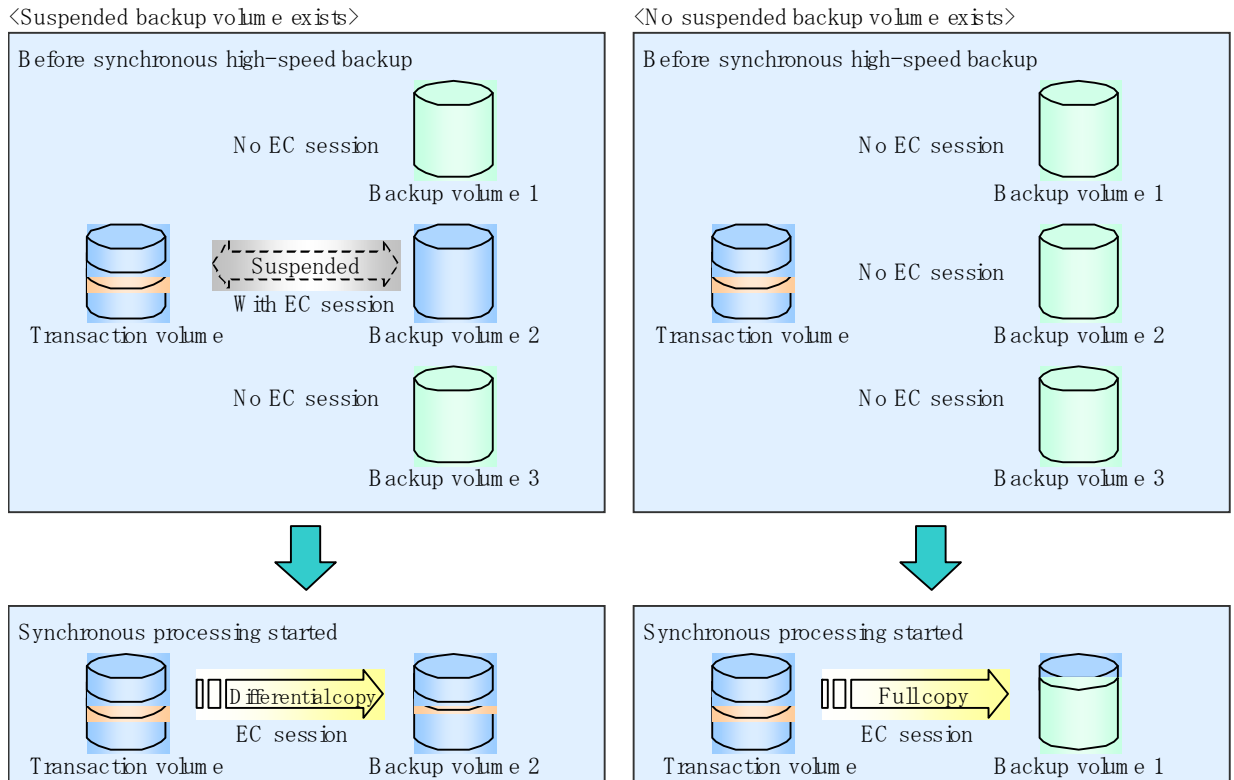 <Suspended backup volume exists>
Before synchronous high-speed backup
No EC session
Backup volume 1
Suspended
With EC session
Transaction volume
Backup volume 2
No EC session
Backup volume 3
Synchronous processing started
Differential copy
EC session
Transaction volume
Backup volume 2
<No suspended backup volume exists>
Before synchronous high-speed backup
No EC session
Backup volume 1
No EC session
Transaction volume
Backup volume 2
No EC session
Backup volume 3
Synchronous processing started
Full copy
EC session
Transaction volume
Backup volume 1